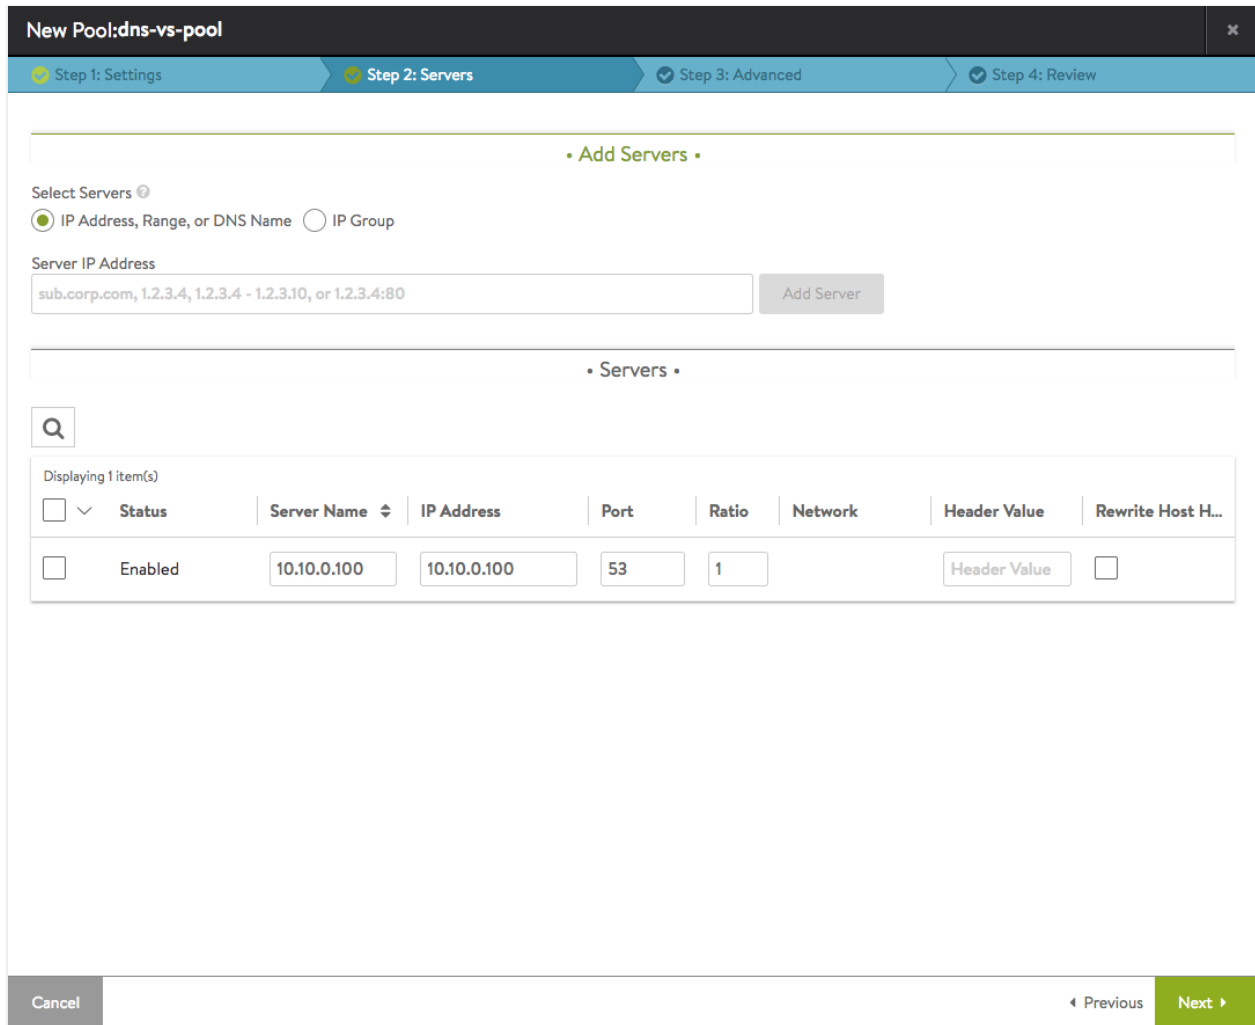 New Pool:dns-vs-pool
Step 1: Settings
Step 2: Servers
Step 3: Advanced
Step 4: Review
• Add Servers •
Select Servers
IP Address, Range, or DNS Name IP Group
Server IP Address
sub.corp.com, 1.2.3.4, 1.2.3.4 - 1.2.3.10, or 1.2.3.4:80 Add Server
• Servers •
Displaying 1 item(s)
Status Server Name IP Address Port Ratio Network Header Value Rewrite Host H...
Enabled 10.10.0.100 10.10.0.100 53 1 Header Value
Cancel Previous Next